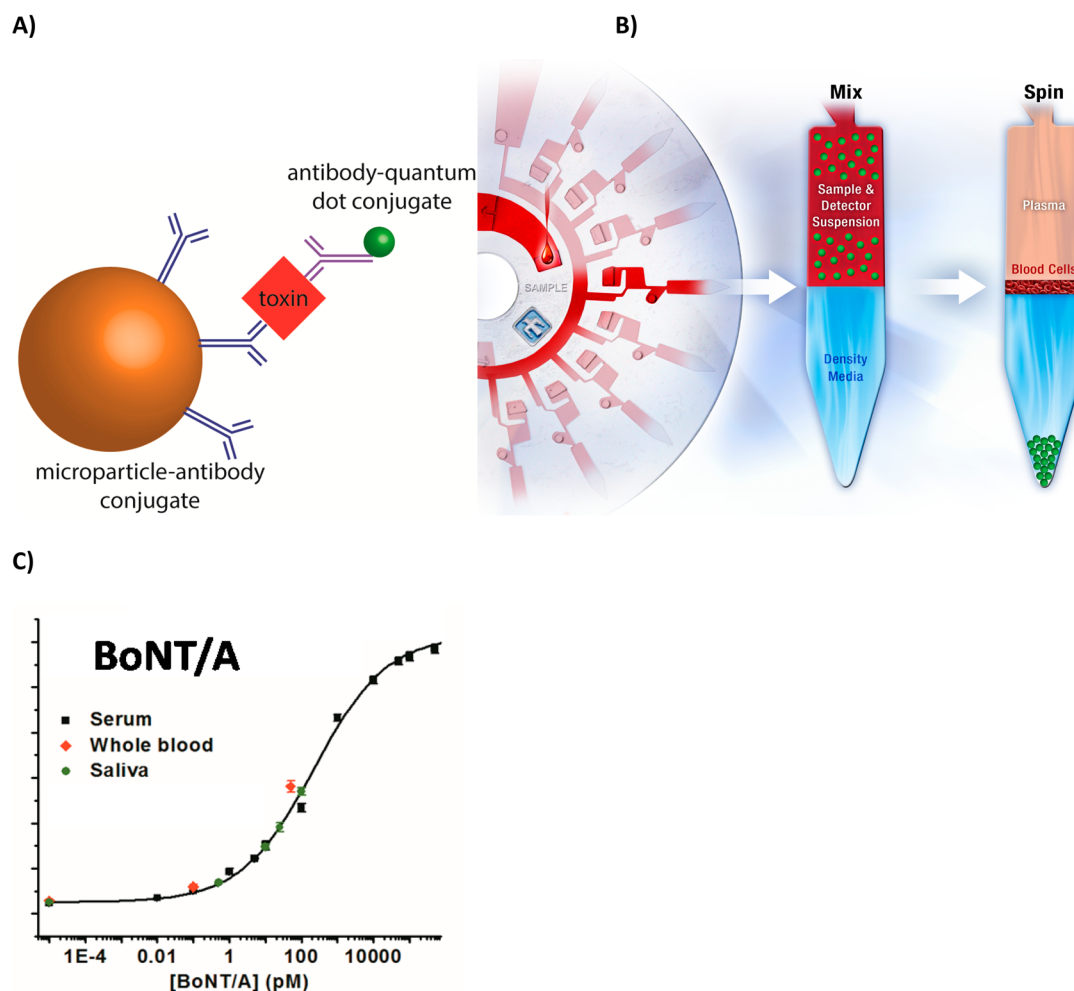 A)
B)
antibody-quantum
dot conjugate
toxin
microparticle-antibody
conjugate
SAMPLE
Mix
Sample &
Detector
Suspension
Density
Media
Spin
Plasma
Blood Cells
C)
BoNT/A
Serum
Whole blood
Saliva
1E-4 0.01 1 100 10000
[BoNT/A] (pM)